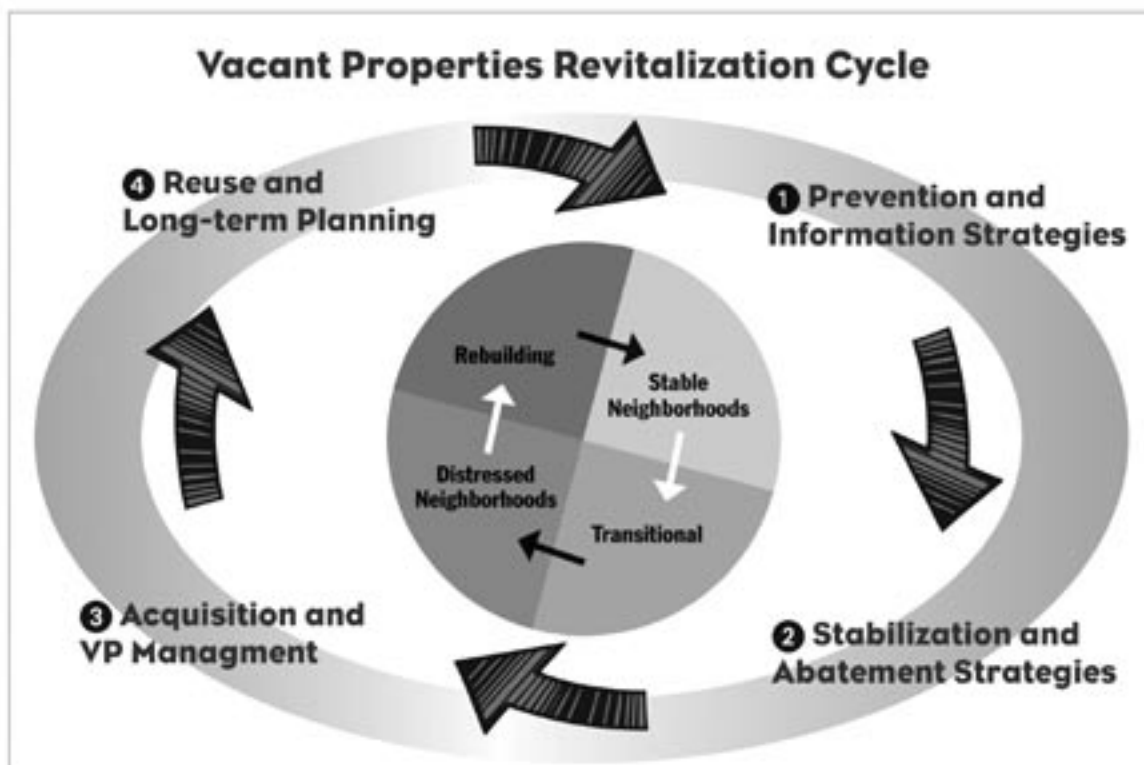 Vacant Properties Revitalization Cycle
❶ Prevention and
Information Strategies
❷ Stabilization and
Abatement Strategies
❸ Acquisition and
VP Managment
❹ Reuse and
Long-term Planning
Rebuilding
Stable
Neighborhoods
Transitional
Distressed
Neighborhoods